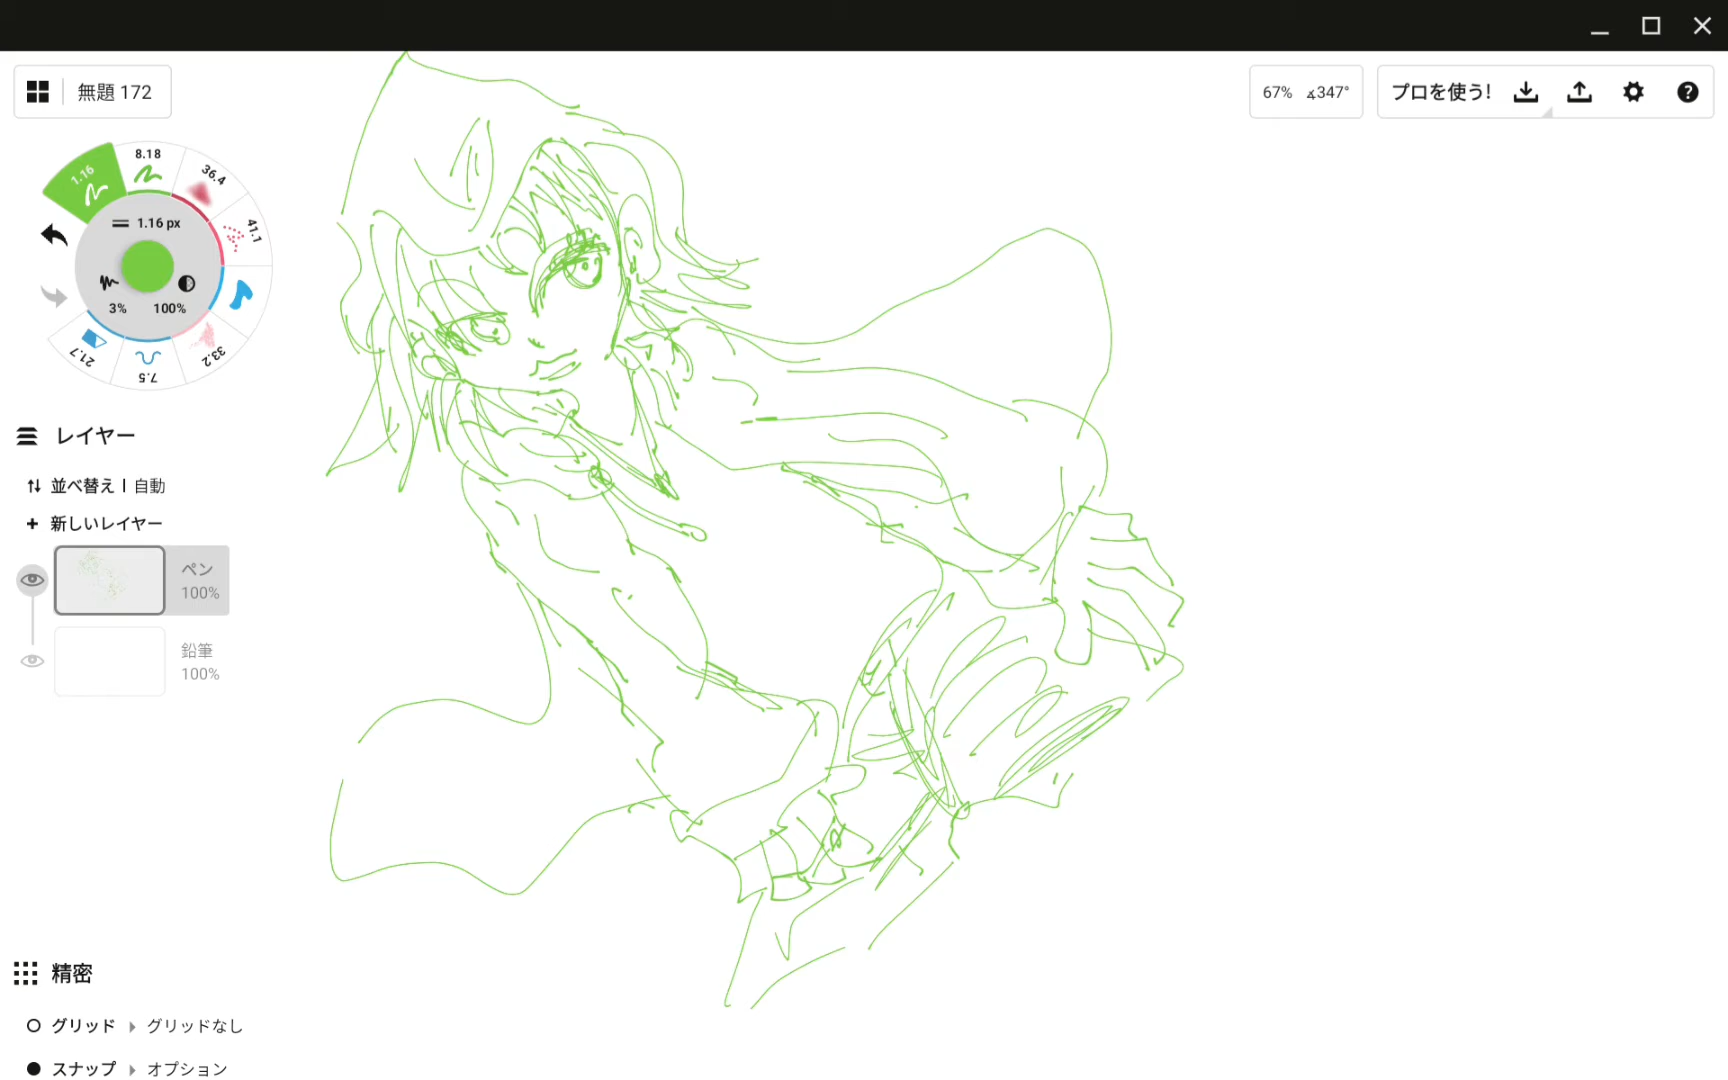 無題 172
67% ∡347°
プロを使う!
1.16
8.18
36.4
41.1
33.2
7.5
21.7
1.16 px
3% 100%
レイヤー
並べ替え | 自動
+ 新しいレイヤー
ペン
100%
鉛筆
100%
精密
グリッド ▸ グリッドなし
スナップ ▸ オプション